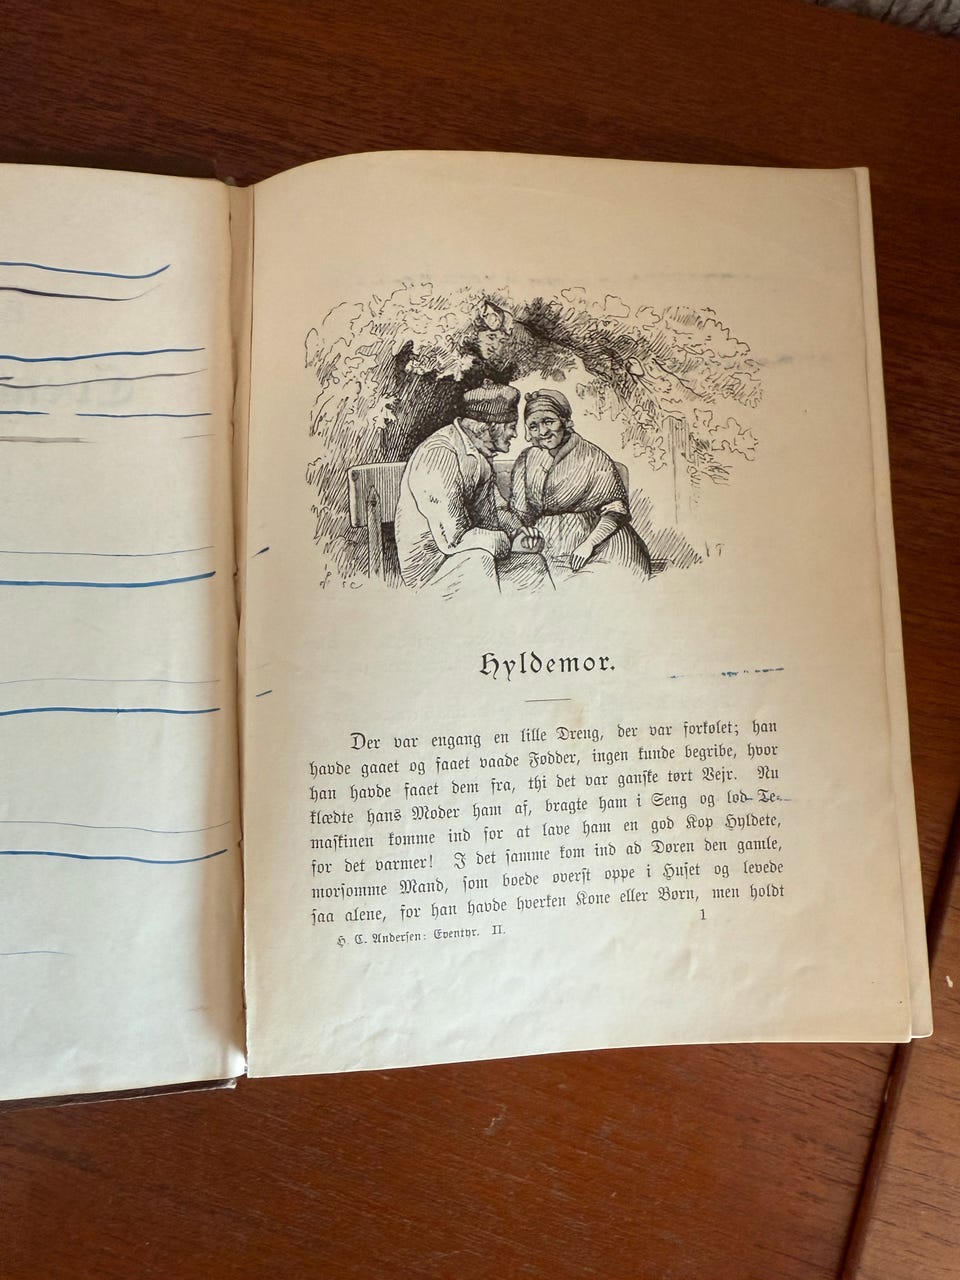 Hyldemor.
Der var engang en lille Dreng, der var forkølet; han
havde gaaet og faaet vaade Fødder, ingen kunde begribe, hvor
han havde faaet dem fra, thi det var ganske tørt Vejr. Nu
klædte hans Moder ham af, bragte ham i Seng og lod Te-
maskinen komme ind for at lave ham en god Kop Hyldete,
for det varmer! I det samme kom ind ad Døren den gamle,
morsomme Mand, som boede øverst oppe i Huset og levede
saa alene, for han havde hverken Kone eller Børn, men holdt
H. C. Andersen: Eventyr. II.
1